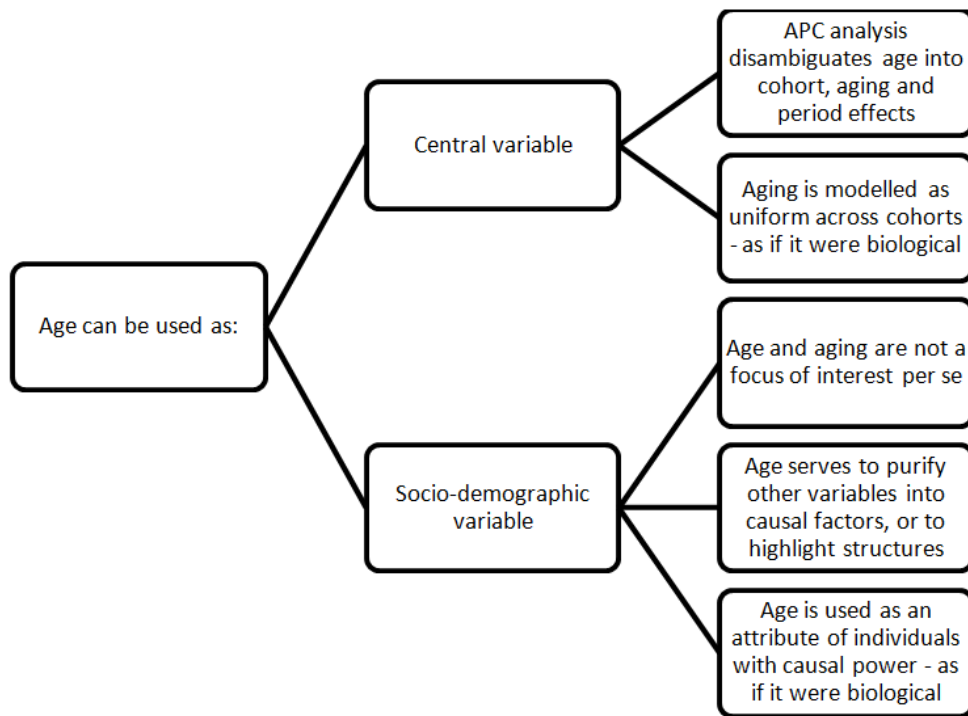 Age can be used as:
Central variable
APC analysis
disambiguates age into
cohort, aging and
period effects
Aging is modelled as
uniform across cohorts
- as if it were biological
Socio-demographic
variable
Age and aging are not a
focus of interest per se
Age serves to purify
other variables into
causal factors, or to
highlight structures
Age is used as an
attribute of individuals
with causal power - as
if it were biological